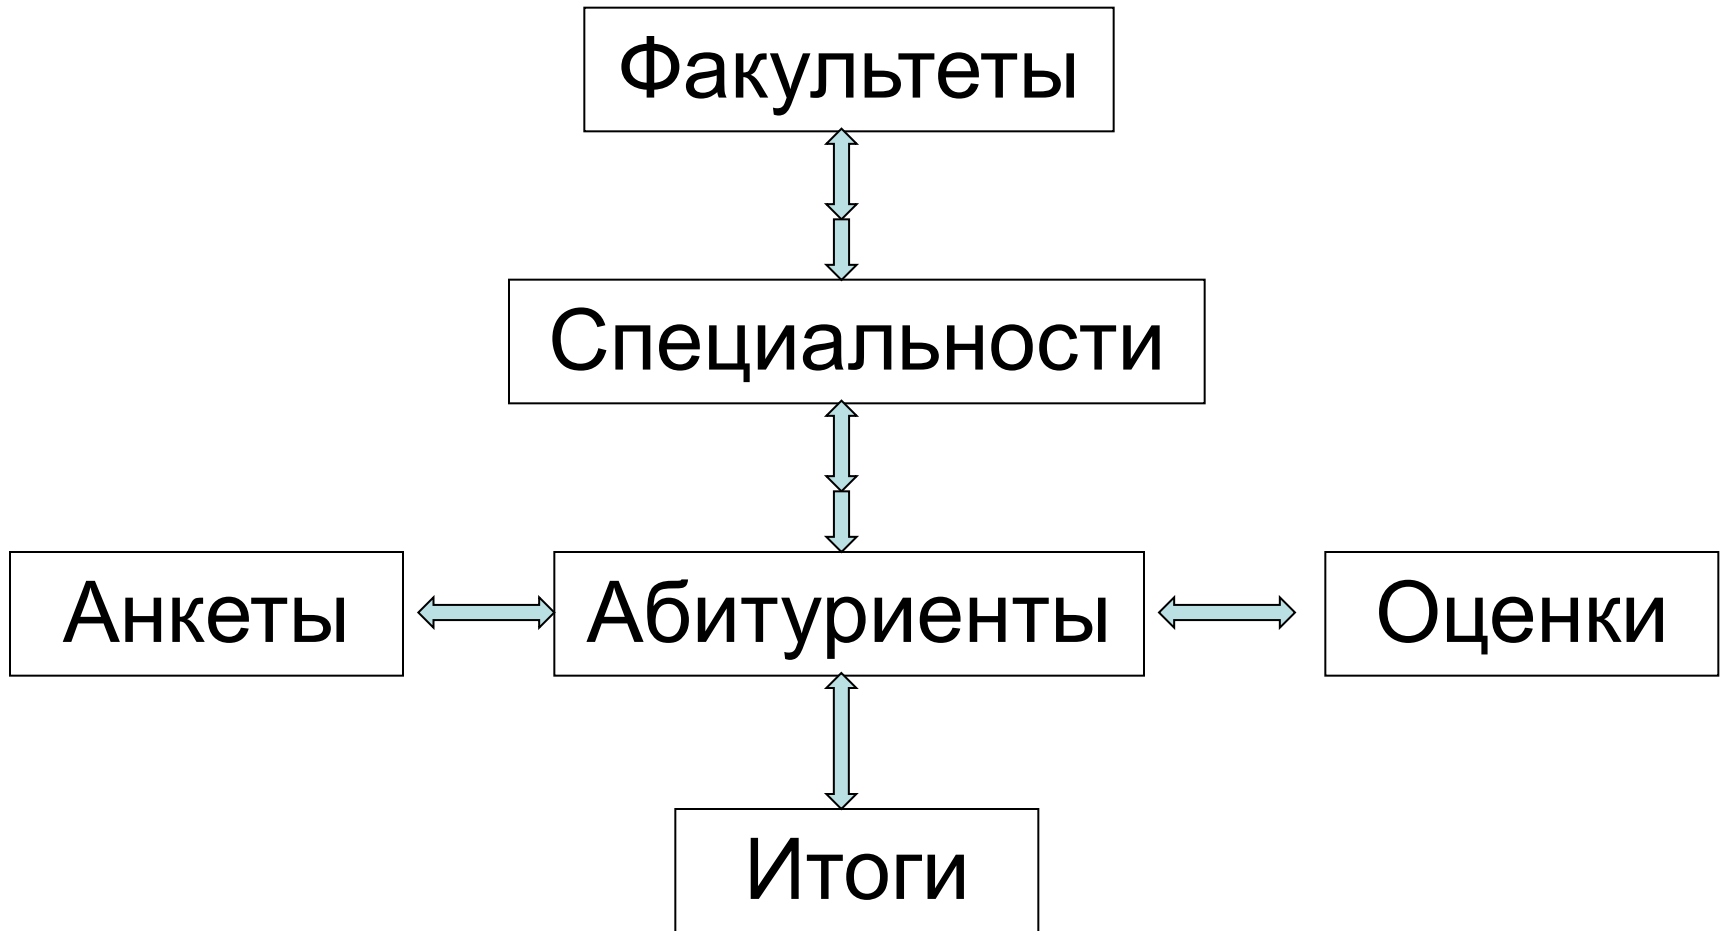 Факультеты
Специальности
Анкеты
Абитуриенты
Оценки
Итоги